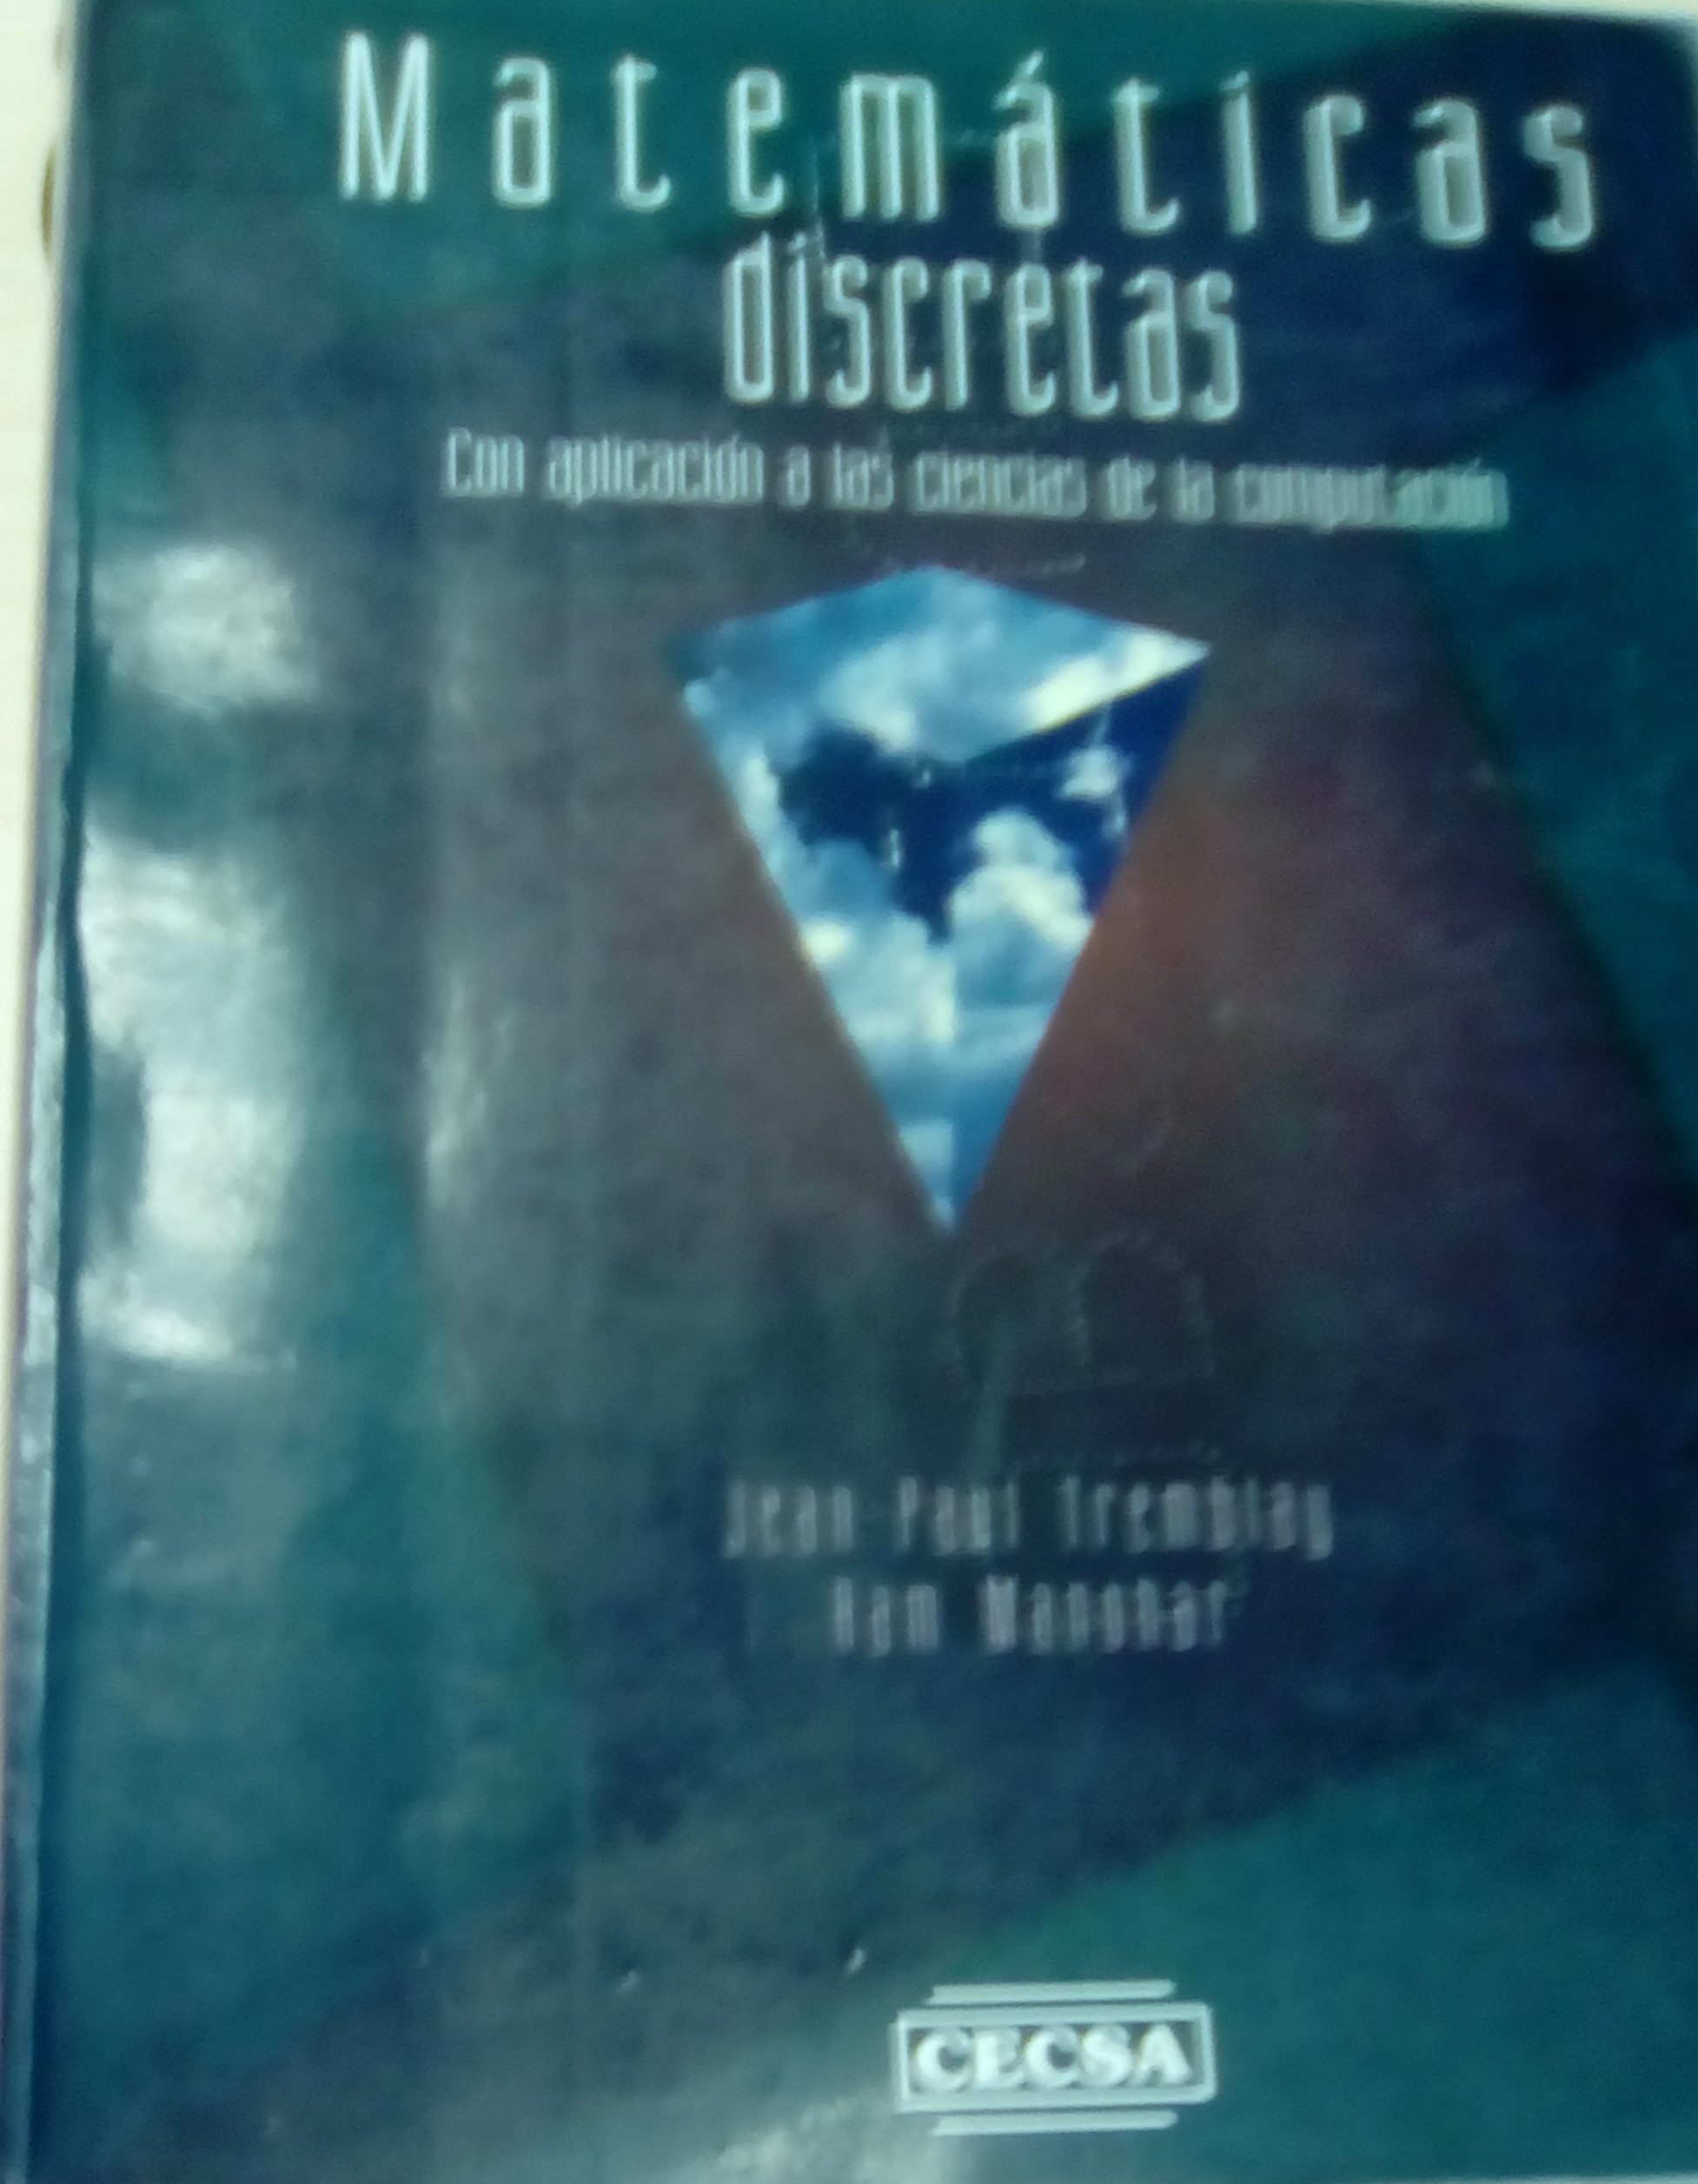 Matemáticas
discretas
Con aplicación a las ciencias de la computación
Jean Paul Tremblay
Ram Manohar
CECSA